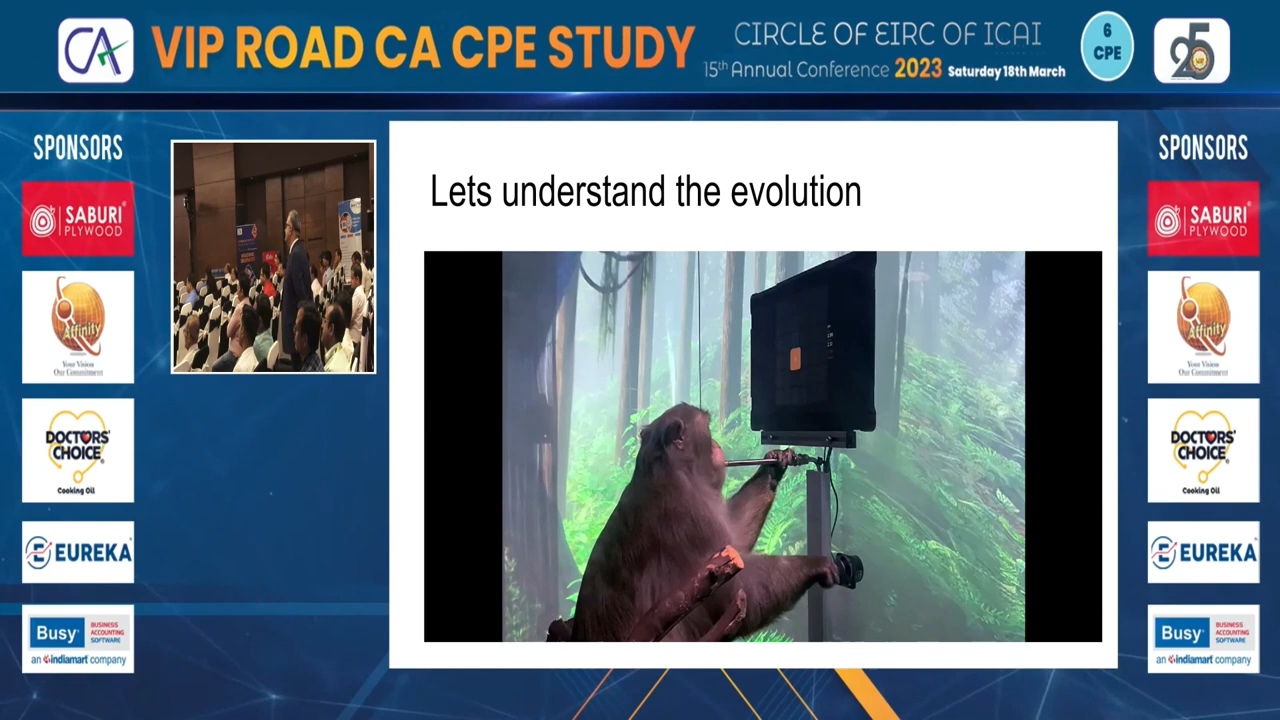 CA
VIP ROAD CA CPE STUDY
CIRCLE OF EIRC OF ICAI
15th Annual Conference 2023 Saturday 18th March
6
CPE
25
SPONSORS
SABURI
PLYWOOD
Affinity
Your Vision
Our Commitment
DOCTORS'
CHOICE
Cooking Oil
EUREKA
Busy
BUSINESS
ACCOUNTING
SOFTWARE
an indiamart company
Lets understand the evolution
SPONSORS
SABURI
PLYWOOD
Affinity
Your Vision
Our Commitment
DOCTORS'
CHOICE
Cooking Oil
EUREKA
Busy
BUSINESS
ACCOUNTING
SOFTWARE
an indiamart company